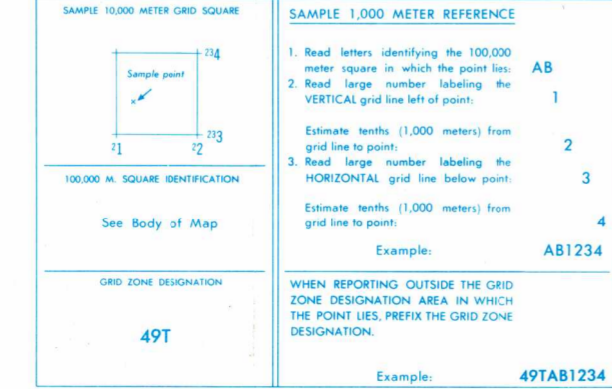 SAMPLE 10,000 METER GRID SQUARE
234
Sample point
233
21
22
100,000 M. SQUARE IDENTIFICATION
See Body of Map
GRID ZONE DESIGNATION
49T
SAMPLE 1,000 METER REFERENCE
1. Read letters identifying the 100,000
meter square in which the point lies: AB
2. Read large number labeling the
VERTICAL grid line left of point: 1
Estimate tenths (1,000 meters) from
grid line to point: 2
3. Read large number labeling the
HORIZONTAL grid line below point: 3
Estimate tenths (1,000 meters) from
grid line to point: 4
Example: AB1234
WHEN REPORTING OUTSIDE THE GRID
ZONE DESIGNATION AREA IN WHICH
THE POINT LIES, PREFIX THE GRID ZONE
DESIGNATION.
Example: 49TAB1234